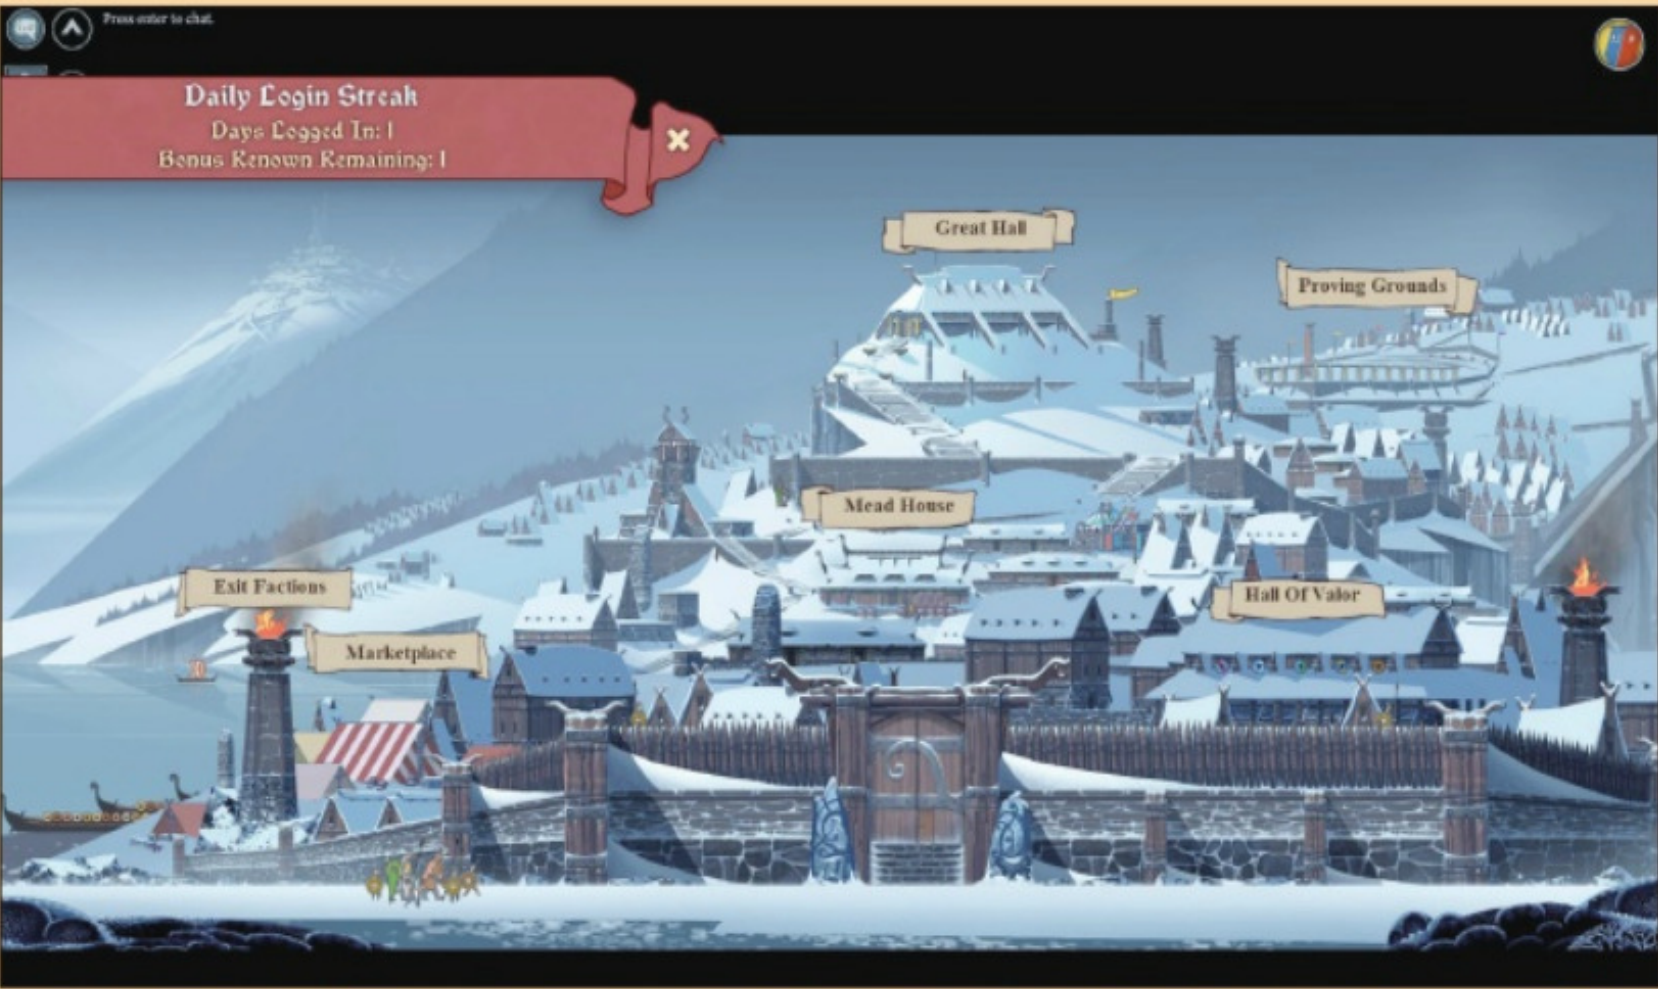 Press enter to chat.
Daily Login Streak
Days Logged In: 1
Bonus Renown Remaining: 1
Great Hall
Proving Grounds
Mead House
Exit Factions
Hall Of Valor
Marketplace